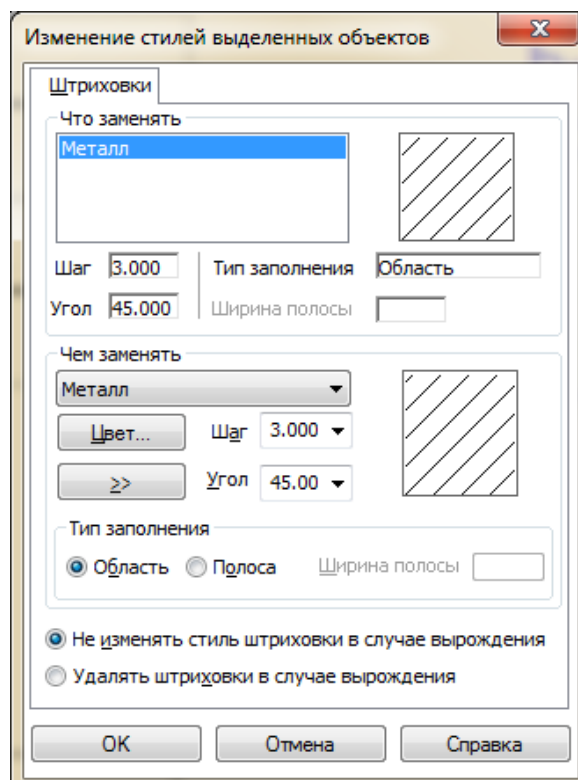 Изменение стилей выделенных объектов
Штриховки
Что заменять
Металл
Шаг 3.000 Тип заполнения Область
Угол 45.000 Ширина полосы
Чем заменять
Металл
Цвет... Шаг 3.000
>> Угол 45.00
Тип заполнения
Область Полоса Ширина полосы
Не изменять стиль штриховки в случае вырождения
Удалять штриховки в случае вырождения
OK Отмена Справка